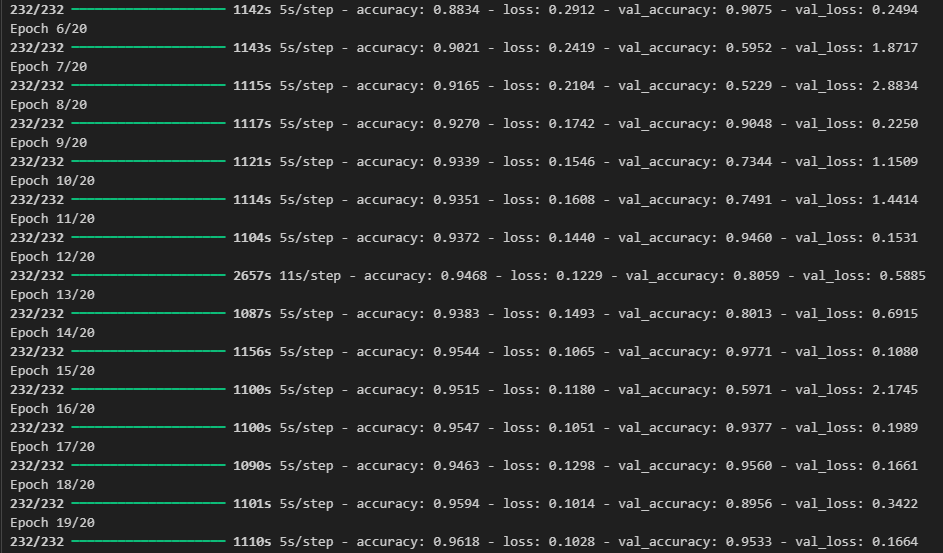 232/232 ━━━━━━━━━━━━━━━━━━━━ 1142s 5s/step - accuracy: 0.8834 - loss: 0.2912 - val_accuracy: 0.9075 - val_loss: 0.2494
Epoch 6/20
232/232 ━━━━━━━━━━━━━━━━━━━━ 1143s 5s/step - accuracy: 0.9021 - loss: 0.2419 - val_accuracy: 0.5952 - val_loss: 1.8717
Epoch 7/20
232/232 ━━━━━━━━━━━━━━━━━━━━ 1115s 5s/step - accuracy: 0.9165 - loss: 0.2104 - val_accuracy: 0.5229 - val_loss: 2.8834
Epoch 8/20
232/232 ━━━━━━━━━━━━━━━━━━━━ 1117s 5s/step - accuracy: 0.9270 - loss: 0.1742 - val_accuracy: 0.9048 - val_loss: 0.2250
Epoch 9/20
232/232 ━━━━━━━━━━━━━━━━━━━━ 1121s 5s/step - accuracy: 0.9339 - loss: 0.1546 - val_accuracy: 0.7344 - val_loss: 1.1509
Epoch 10/20
232/232 ━━━━━━━━━━━━━━━━━━━━ 1114s 5s/step - accuracy: 0.9351 - loss: 0.1608 - val_accuracy: 0.7491 - val_loss: 1.4414
Epoch 11/20
232/232 ━━━━━━━━━━━━━━━━━━━━ 1104s 5s/step - accuracy: 0.9372 - loss: 0.1440 - val_accuracy: 0.9460 - val_loss: 0.1531
Epoch 12/20
232/232 ━━━━━━━━━━━━━━━━━━━━ 2657s 11s/step - accuracy: 0.9468 - loss: 0.1229 - val_accuracy: 0.8059 - val_loss: 0.5885
Epoch 13/20
232/232 ━━━━━━━━━━━━━━━━━━━━ 1087s 5s/step - accuracy: 0.9383 - loss: 0.1493 - val_accuracy: 0.8013 - val_loss: 0.6915
Epoch 14/20
232/232 ━━━━━━━━━━━━━━━━━━━━ 1156s 5s/step - accuracy: 0.9544 - loss: 0.1065 - val_accuracy: 0.9771 - val_loss: 0.1080
Epoch 15/20
232/232 ━━━━━━━━━━━━━━━━━━━━ 1100s 5s/step - accuracy: 0.9515 - loss: 0.1180 - val_accuracy: 0.5971 - val_loss: 2.1745
Epoch 16/20
232/232 ━━━━━━━━━━━━━━━━━━━━ 1100s 5s/step - accuracy: 0.9547 - loss: 0.1051 - val_accuracy: 0.9377 - val_loss: 0.1989
Epoch 17/20
232/232 ━━━━━━━━━━━━━━━━━━━━ 1090s 5s/step - accuracy: 0.9463 - loss: 0.1298 - val_accuracy: 0.9560 - val_loss: 0.1661
Epoch 18/20
232/232 ━━━━━━━━━━━━━━━━━━━━ 1101s 5s/step - accuracy: 0.9594 - loss: 0.1014 - val_accuracy: 0.8956 - val_loss: 0.3422
Epoch 19/20
232/232 ━━━━━━━━━━━━━━━━━━━━ 1110s 5s/step - accuracy: 0.9618 - loss: 0.1028 - val_accuracy: 0.9533 - val_loss: 0.1664